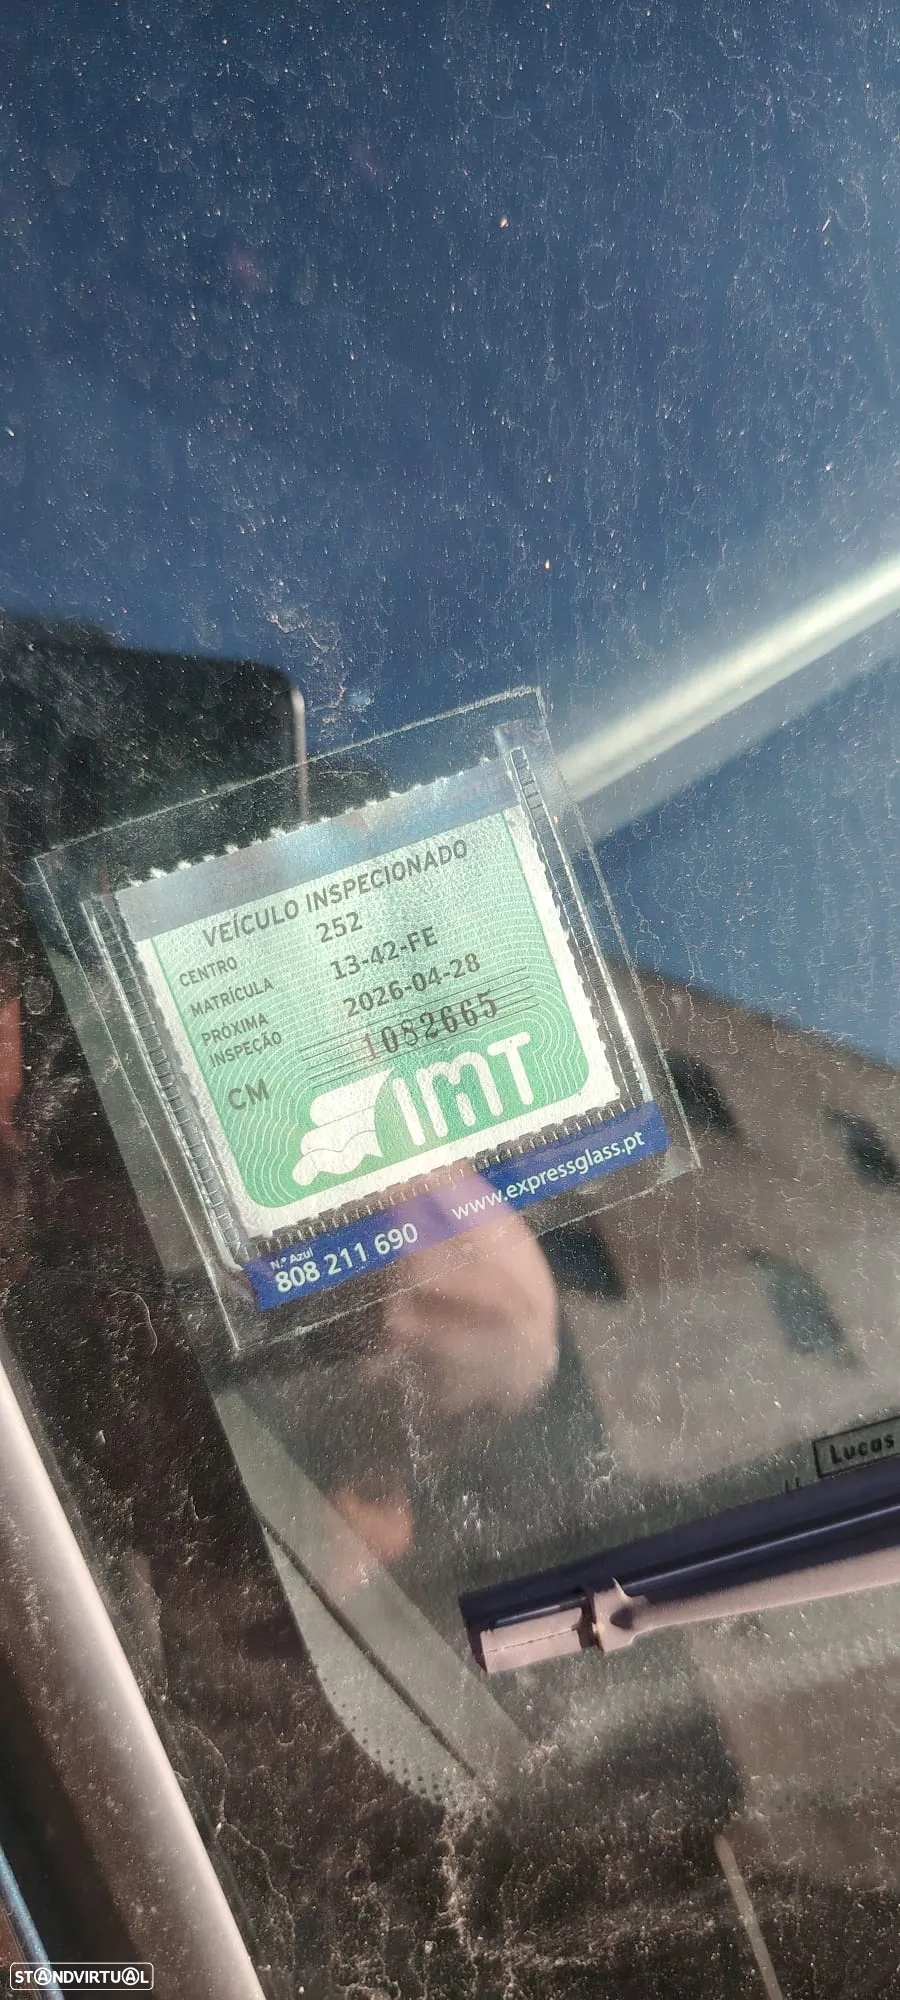 VEÍCULO INSPECIONADO
CENTRO 252
MATRÍCULA 13-42-FE
PRÓXIMA INSPEÇÃO 2026-04-28
CM 1082665
IMT
N.º Azul
808 211 690 www.expressglass.pt
Lucas
STANDVIRTUAL